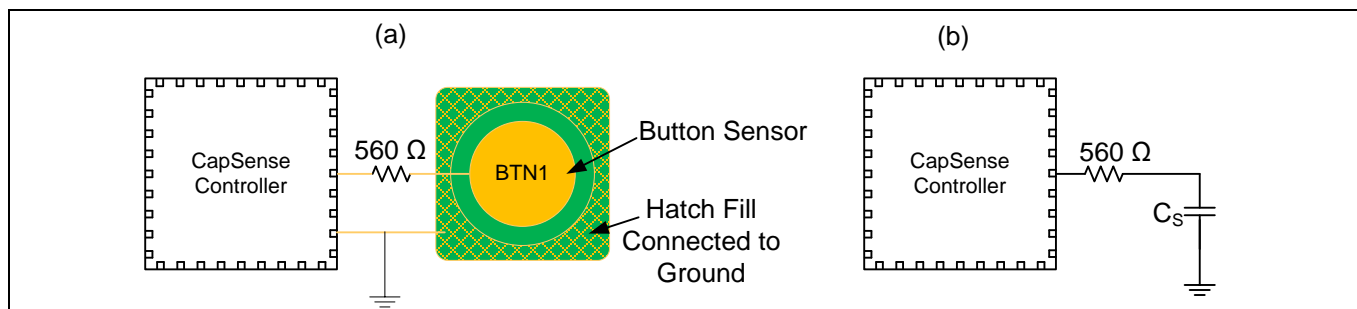 (a)
(b)
CapSense
Controller
560 Ω
BTN1
Button Sensor
Hatch Fill
Connected to
Ground
CapSense
Controller
560 Ω
CS